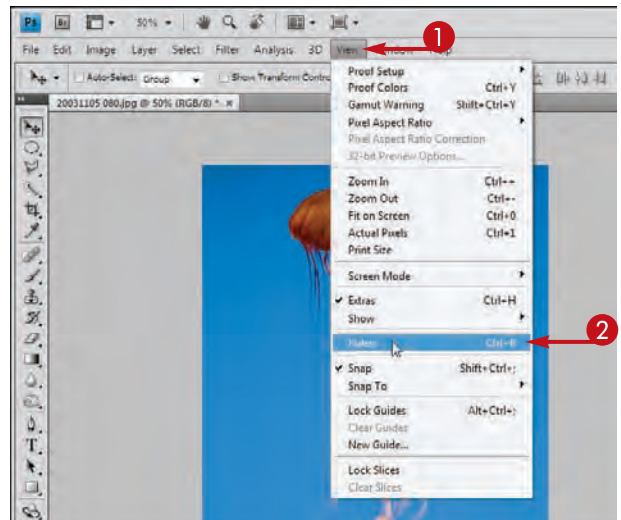 Ps Br 50%
1
File Edit Image Layer Select Filter Analysis 3D View
Auto-Select: Group Show Transform Contro
20031105 080.jpg @ 50% (RGB/8) *
Proof Setup
Proof Colors Ctrl+Y
Gamut Warning Shift+Ctrl+Y
Pixel Aspect Ratio
Pixel Aspect Ratio Correction
32-bit Preview Options...
Zoom In Ctrl++
Zoom Out Ctrl+-
Fit on Screen Ctrl+0
Actual Pixels Ctrl+1
Print Size
Screen Mode
Extras Ctrl+H
Show
Rulers Ctrl+R
2
Snap Shift+Ctrl+;
Snap To
Lock Guides Alt+Ctrl+;
Clear Guides
New Guide...
Lock Slices
Clear Slices
T